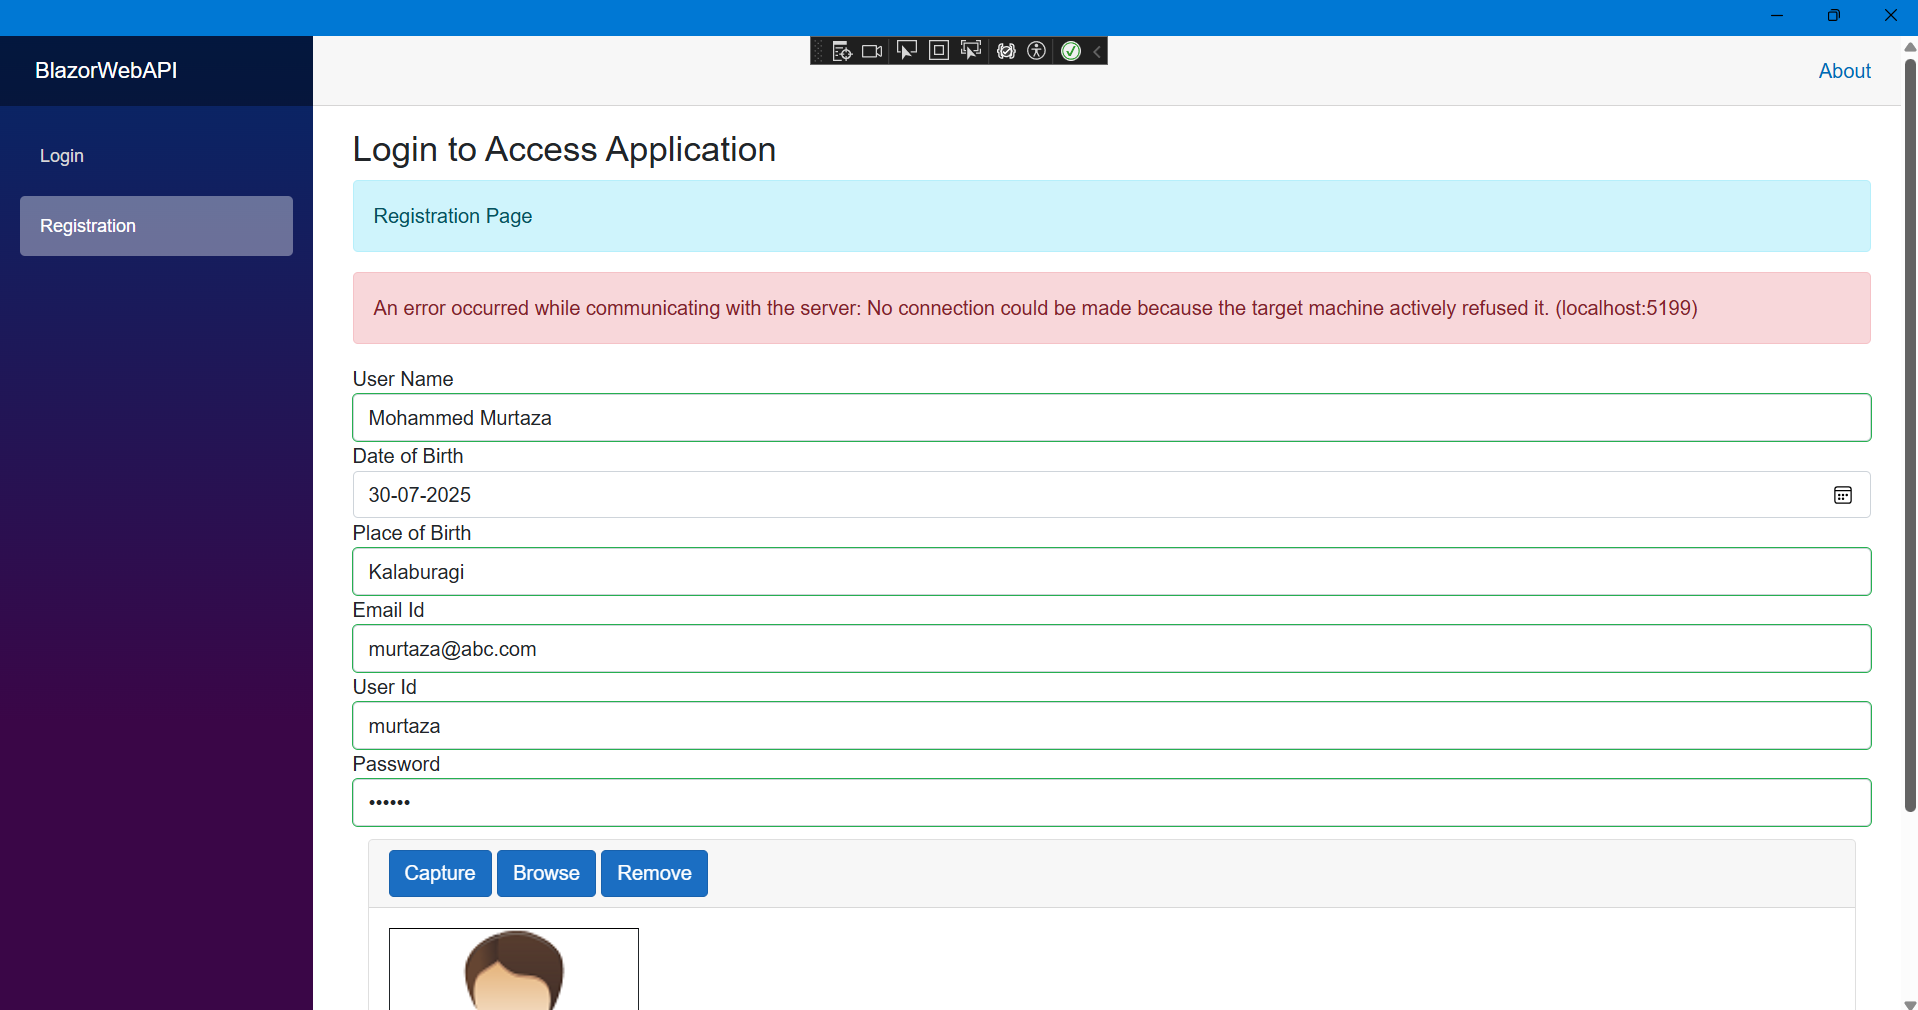 BlazorWebAPI
About
Login
Registration
Login to Access Application
Registration Page
An error occurred while communicating with the server: No connection could be made because the target machine actively refused it. (localhost:5199)
User Name
Mohammed Murtaza
Date of Birth
30-07-2025
Place of Birth
Kalaburagi
Email Id
murtaza@abc.com
User Id
murtaza
Password
••••••
Capture Browse Remove